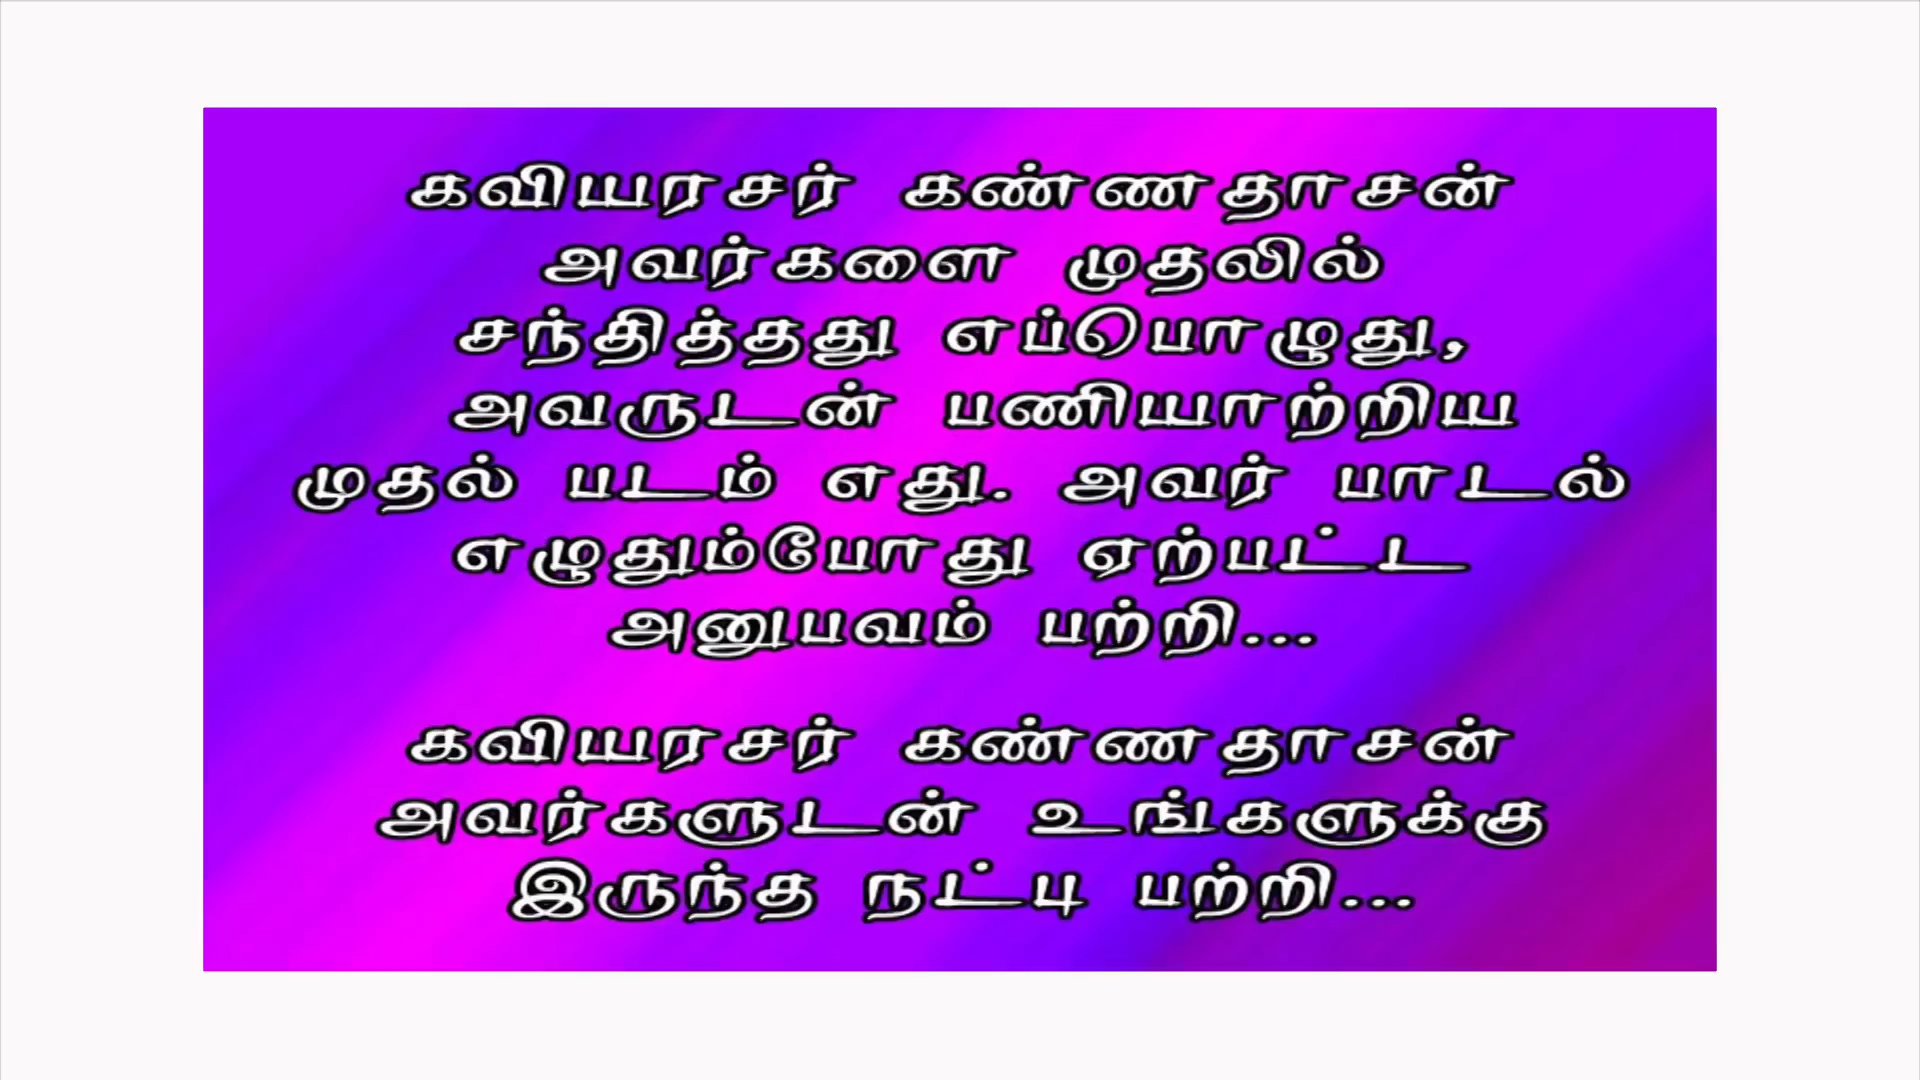 கவியரசர் கண்ணதாசன்
அவர்களை முதலில்
சந்தித்தது எப்பொழுது,
அவருடன் பணியாற்றிய
முதல் படம் எது. அவர் பாடல்
எழுதும்போது ஏற்பட்ட
அனுபவம் பற்றி...
கவியரசர் கண்ணதாசன்
அவர்களுடன் உங்களுக்கு
இருந்த நட்பு பற்றி...